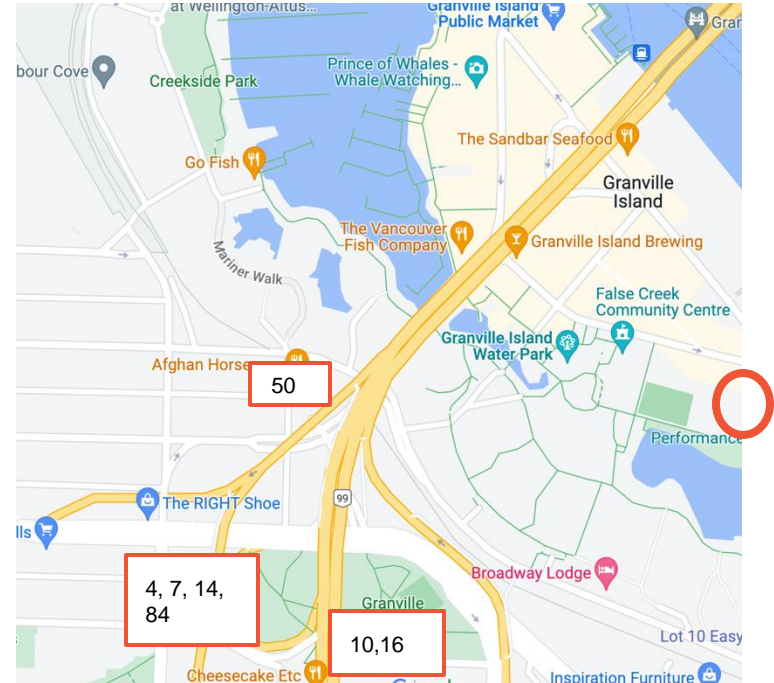 at Wellington-Altus...
Granville Island
Public Market
Gran
bour Cove
Creekside Park
Prince of Whales -
Whale Watching...
Go Fish
The Sandbar Seafood
Granville
Island
The Vancouver
Fish Company
Granville Island Brewing
Mariner Walk
False Creek
Community Centre
Granville Island
Water Park
Afghan Horse
50
Performance
99
The RIGHT Shoe
lls
4, 7, 14,
84
Broadway Lodge
Granville
10,16
Lot 10 Easy
Cheesecake Etc
Inspiration Furniture